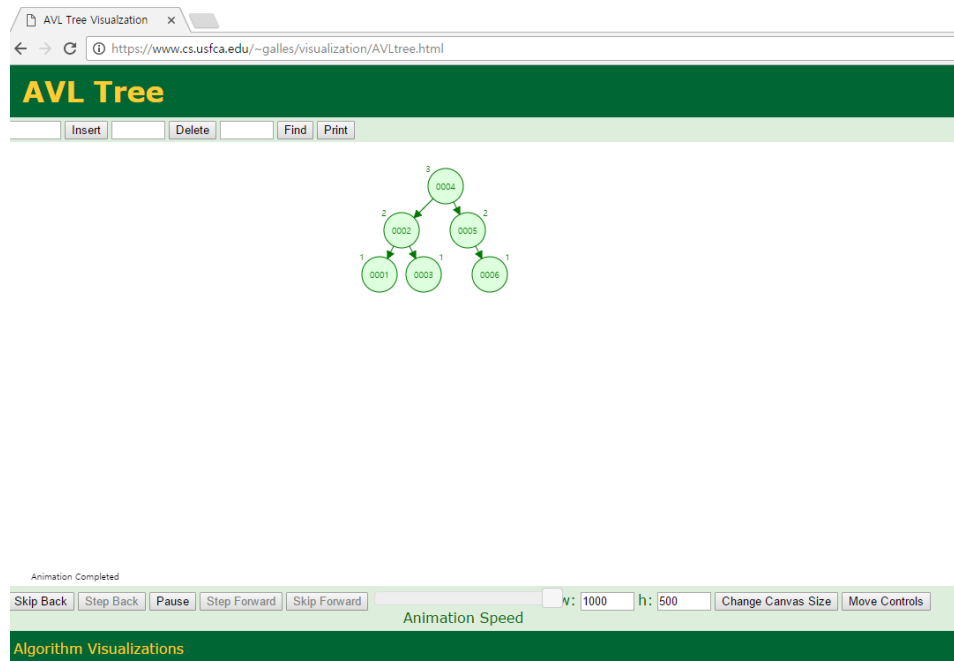 AVL Tree Visualzation
https://www.cs.usfca.edu/~galles/visualization/AVLtree.html
AVL Tree
Insert Delete Find Print
3
0004
2 2
0002 0005
1 1 1
0001 0003 0006
Animation Completed
Skip Back Step Back Pause Step Forward Skip Forward w: 1000 h: 500 Change Canvas Size Move Controls
Animation Speed
Algorithm Visualizations